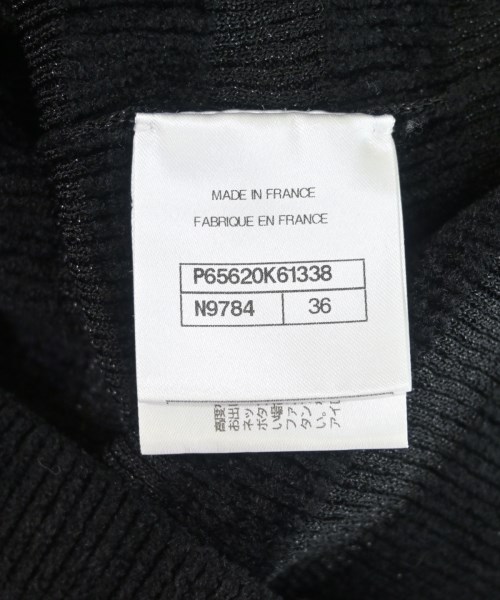 MADE IN FRANCE
FABRIQUE EN FRANCE
P65620K61338
N9784 36